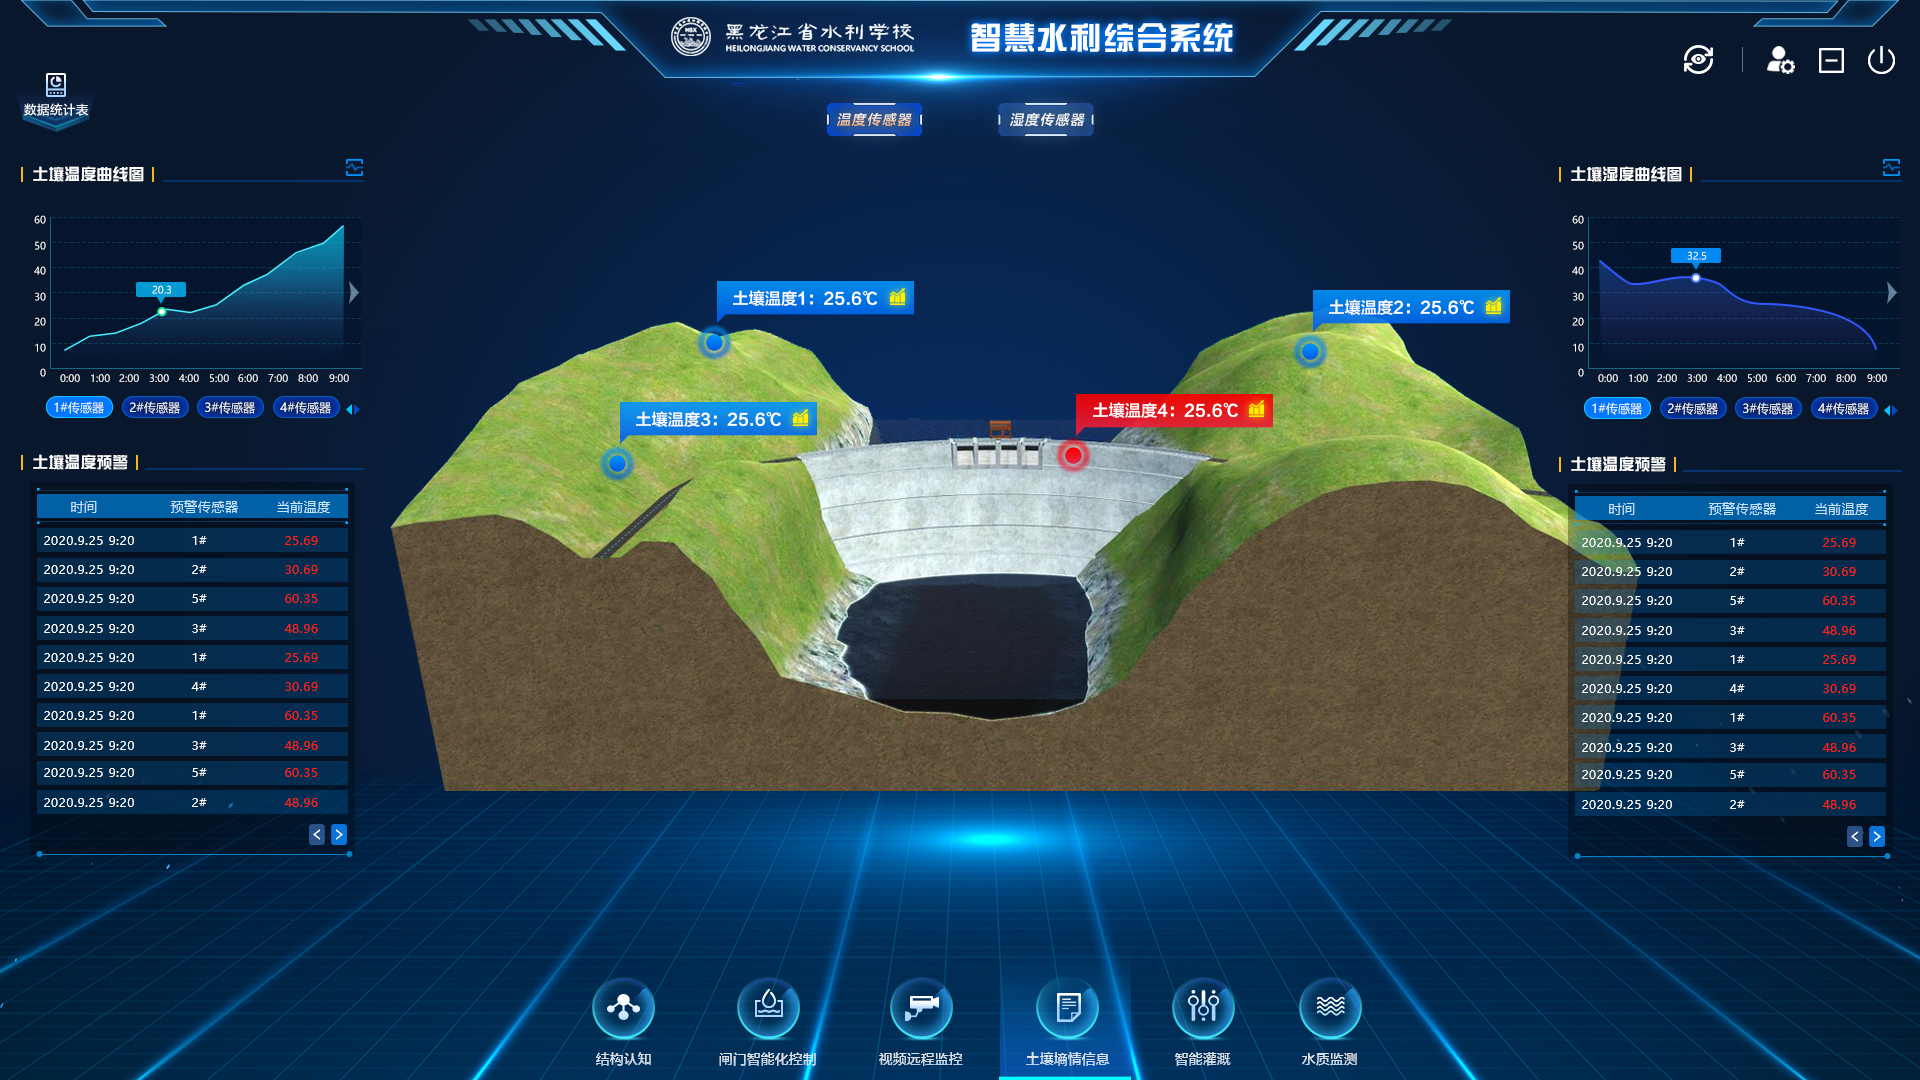 黑龙江省水利学校
HEILONGJIANG WATER CONSERVANCY SCHOOL
智慧水利综合系统
数据统计表
温度传感器
湿度传感器
土壤温度曲线图
60
50
40
30
20
10
0
20.3
0:00 1:00 2:00 3:00 4:00 5:00 6:00 7:00 8:00 9:00
1#传感器 2#传感器 3#传感器 4#传感器
土壤温度预警
时间 预警传感器 当前温度
2020.9.25 9:20 1# 25.69
2020.9.25 9:20 2# 30.69
2020.9.25 9:20 5# 60.35
2020.9.25 9:20 3# 48.96
2020.9.25 9:20 1# 25.69
2020.9.25 9:20 4# 30.69
2020.9.25 9:20 1# 60.35
2020.9.25 9:20 3# 48.96
2020.9.25 9:20 5# 60.35
2020.9.25 9:20 2# 48.96
< >
土壤温度1：25.6℃
土壤温度2：25.6℃
土壤温度3：25.6℃
土壤温度4：25.6℃
土壤湿度曲线图
60
50
40
30
20
10
0
32.5
0:00 1:00 2:00 3:00 4:00 5:00 6:00 7:00 8:00 9:00
1#传感器 2#传感器 3#传感器 4#传感器
土壤温度预警
时间 预警传感器 当前温度
2020.9.25 9:20 1# 25.69
2020.9.25 9:20 2# 30.69
2020.9.25 9:20 5# 60.35
2020.9.25 9:20 3# 48.96
2020.9.25 9:20 1# 25.69
2020.9.25 9:20 4# 30.69
2020.9.25 9:20 1# 60.35
2020.9.25 9:20 3# 48.96
2020.9.25 9:20 5# 60.35
2020.9.25 9:20 2# 48.96
< >
结构认知
闸门智能化控制
视频远程监控
土壤墒情信息
智能灌溉
水质监测